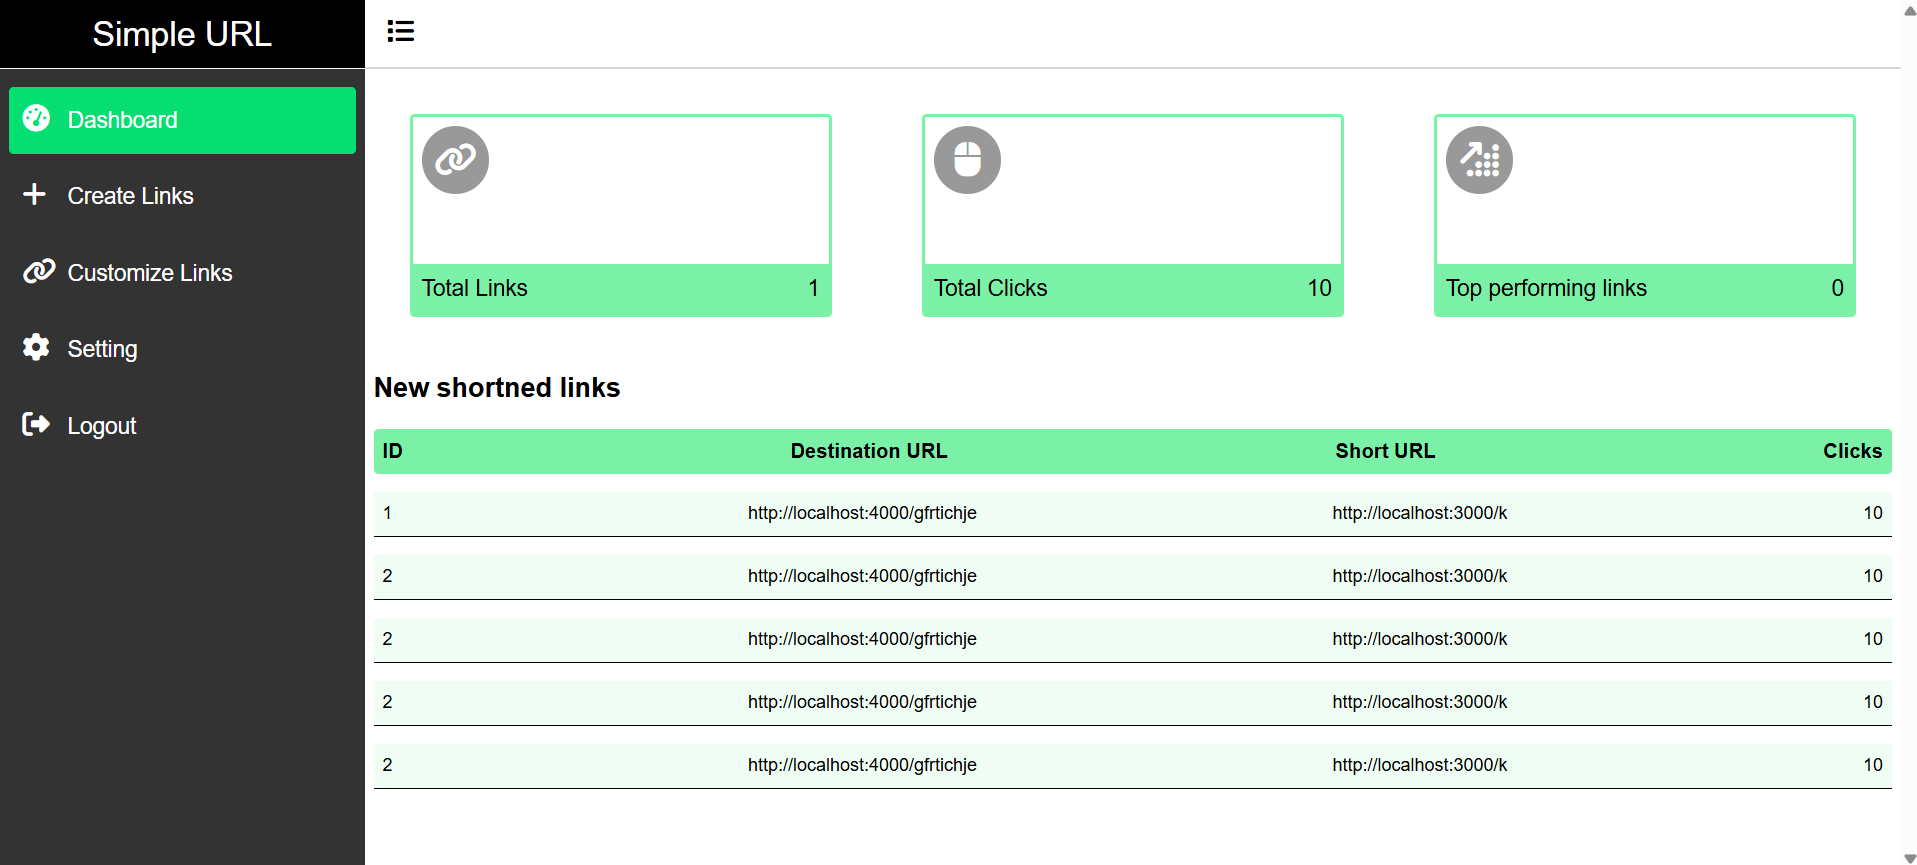 Simple URL
Dashboard
Create Links
Customize Links
Setting
Logout
Total Links 1
Total Clicks 10
Top performing links 0
New shortned links
ID Destination URL Short URL Clicks
1 http://localhost:4000/gfrtichje http://localhost:3000/k 10
2 http://localhost:4000/gfrtichje http://localhost:3000/k 10
2 http://localhost:4000/gfrtichje http://localhost:3000/k 10
2 http://localhost:4000/gfrtichje http://localhost:3000/k 10
2 http://localhost:4000/gfrtichje http://localhost:3000/k 10